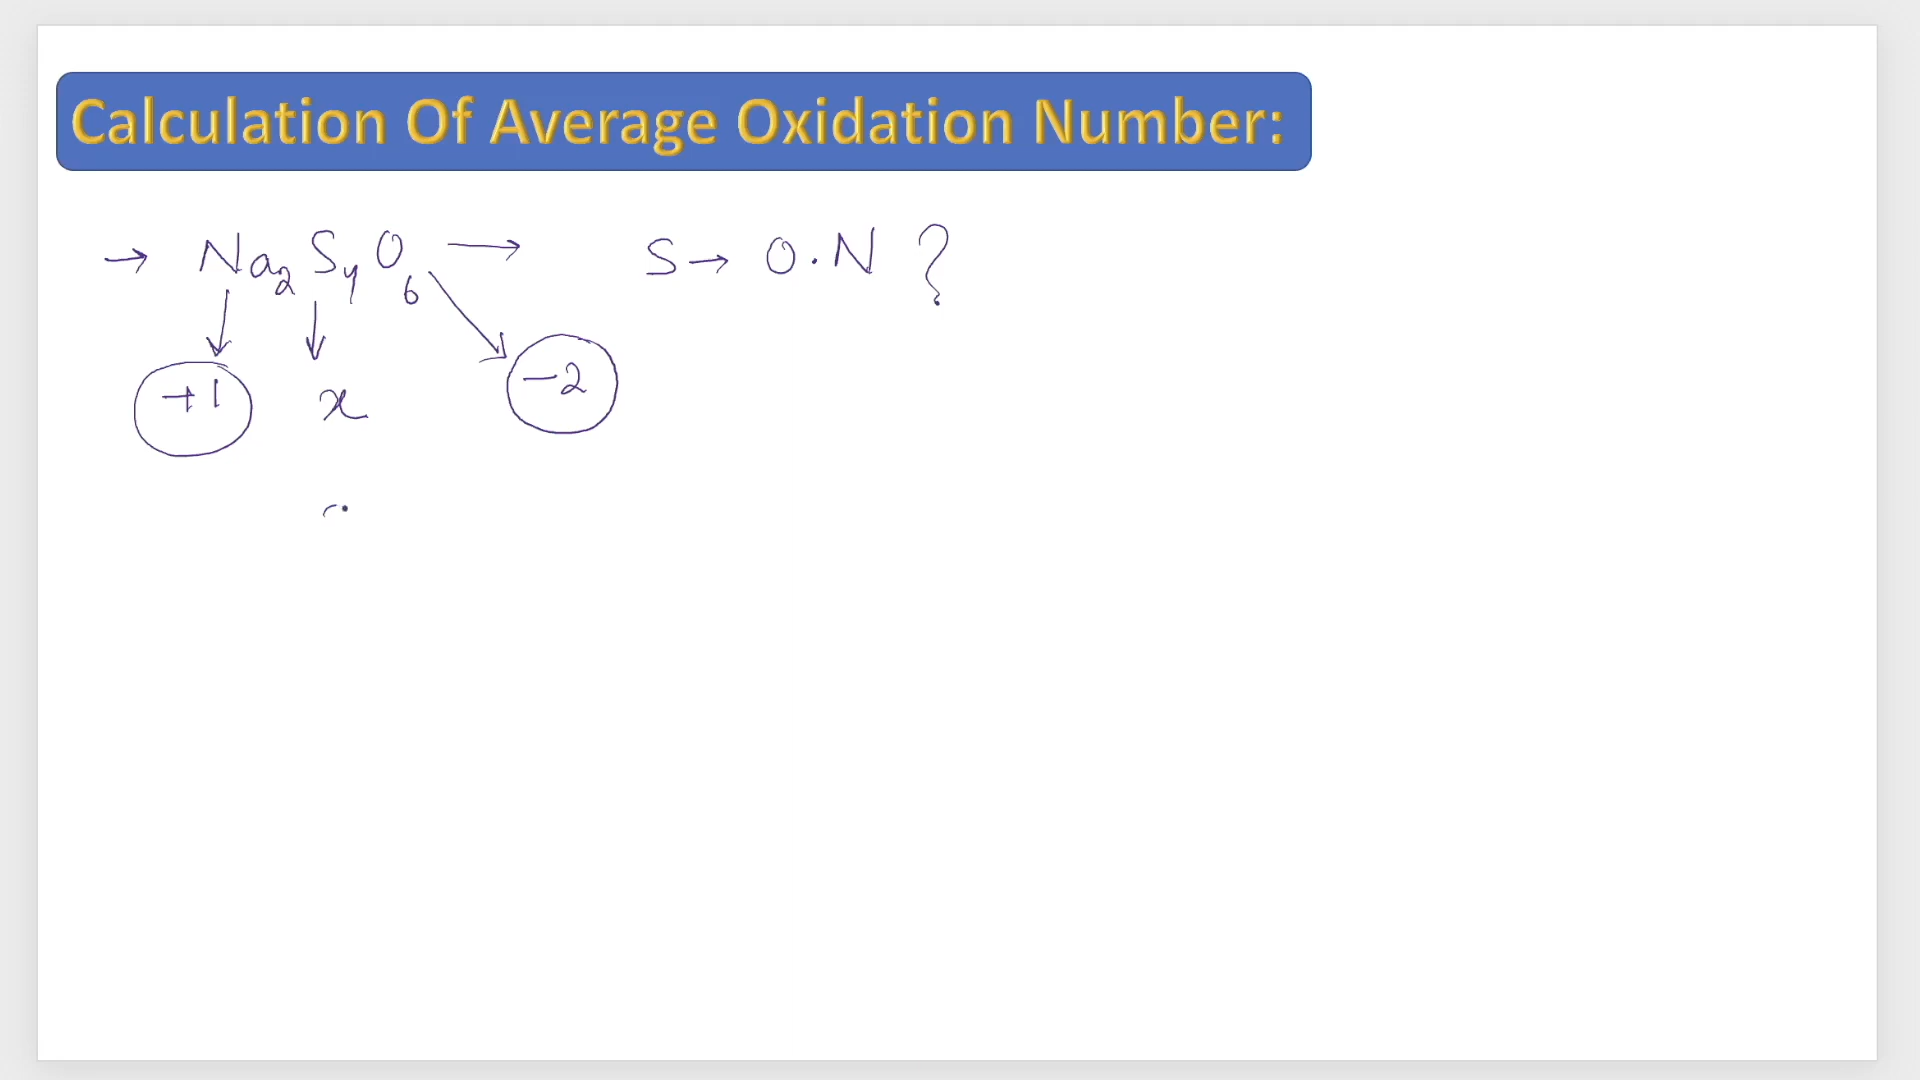 Calculation Of Average Oxidation Number:
→ Na₂S₄O₆ → S → O.N ?
+1 x -2